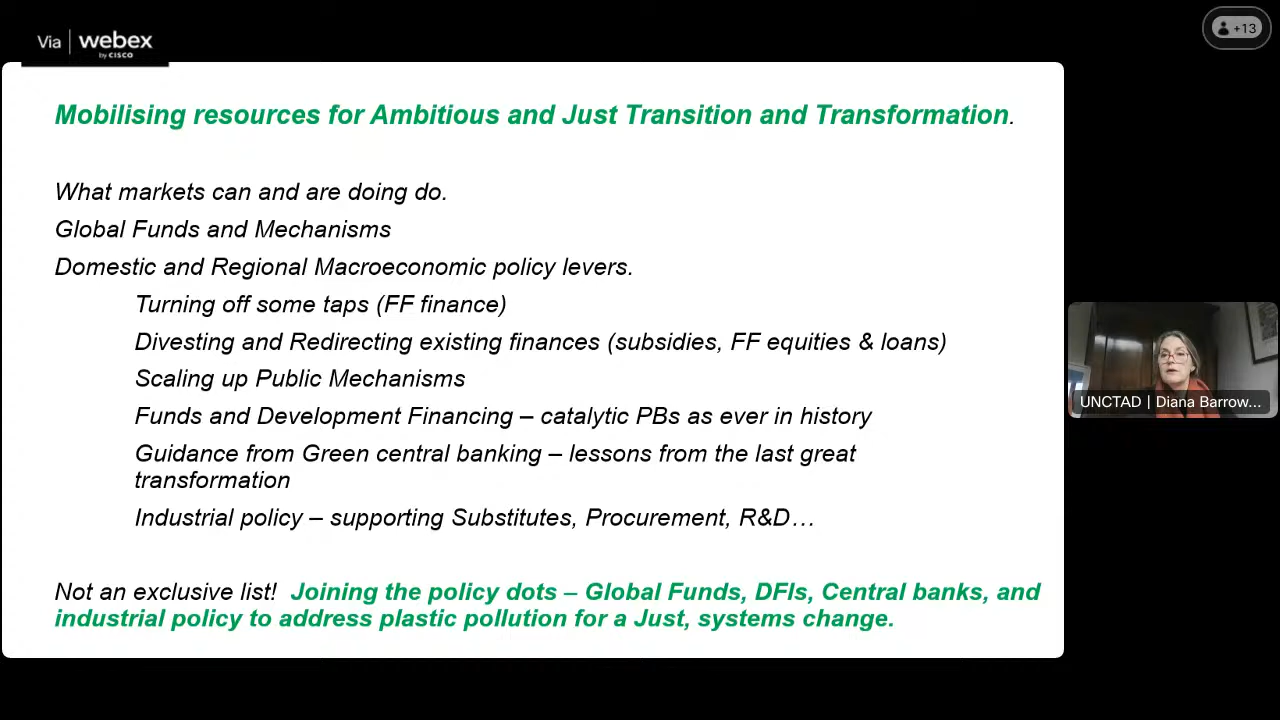 Via webex
by CISCO
+13
Mobilising resources for Ambitious and Just Transition and Transformation.
What markets can and are doing do.
Global Funds and Mechanisms
Domestic and Regional Macroeconomic policy levers.
Turning off some taps (FF finance)
Divesting and Redirecting existing finances (subsidies, FF equities & loans)
Scaling up Public Mechanisms
Funds and Development Financing – catalytic PBs as ever in history
Guidance from Green central banking – lessons from the last great
transformation
Industrial policy – supporting Substitutes, Procurement, R&D…
Not an exclusive list! Joining the policy dots – Global Funds, DFIs, Central banks, and
industrial policy to address plastic pollution for a Just, systems change.
UNCTAD | Diana Barrow...